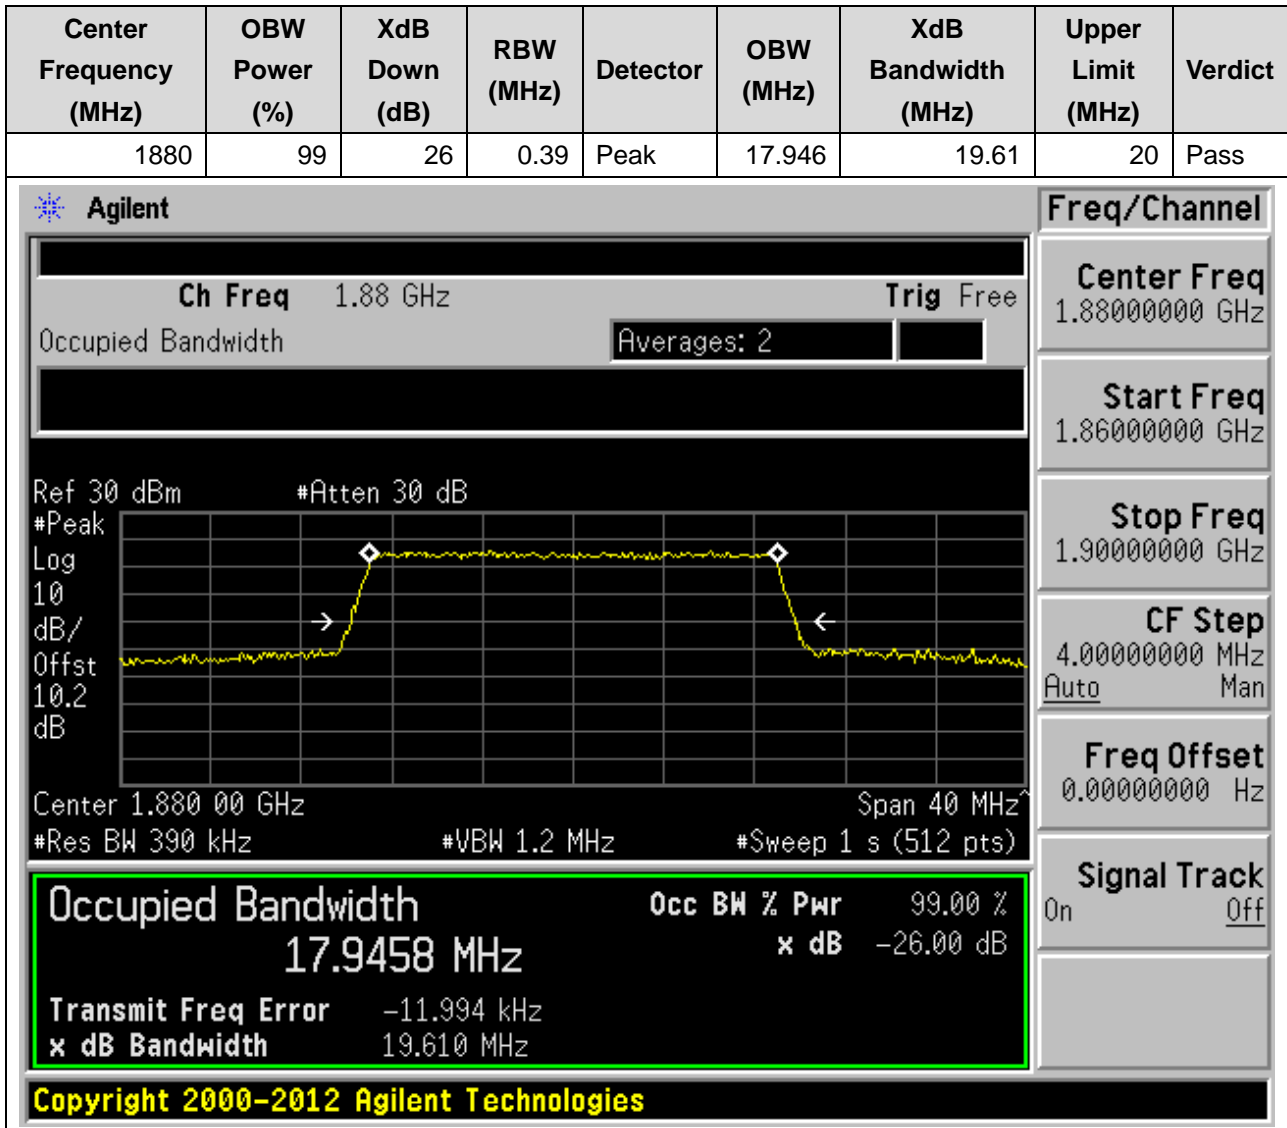 Center Frequency (MHz) OBW Power (%) XdB Down (dB) RBW (MHz) Detector OBW (MHz) XdB Bandwidth (MHz) Upper Limit (MHz) Verdict
1880 99 26 0.39 Peak 17.946 19.61 20 Pass
Agilent
Freq/Channel
Ch Freq 1.88 GHz Trig Free
Occupied Bandwidth Averages: 2
Ref 30 dBm #Atten 30 dB
#Peak
Log
10
dB/
Offst
10.2
dB
Center 1.880 00 GHz Span 40 MHz^
#Res BW 390 kHz #VBW 1.2 MHz #Sweep 1 s (512 pts)
Occupied Bandwidth Occ BW % Pwr 99.00 %
17.9458 MHz x dB -26.00 dB
Transmit Freq Error -11.994 kHz
x dB Bandwidth 19.610 MHz
Center Freq
1.88000000 GHz
Start Freq
1.86000000 GHz
Stop Freq
1.90000000 GHz
CF Step
4.00000000 MHz
Auto Man
Freq Offset
0.00000000 Hz
Signal Track
On Off
Copyright 2000-2012 Agilent Technologies